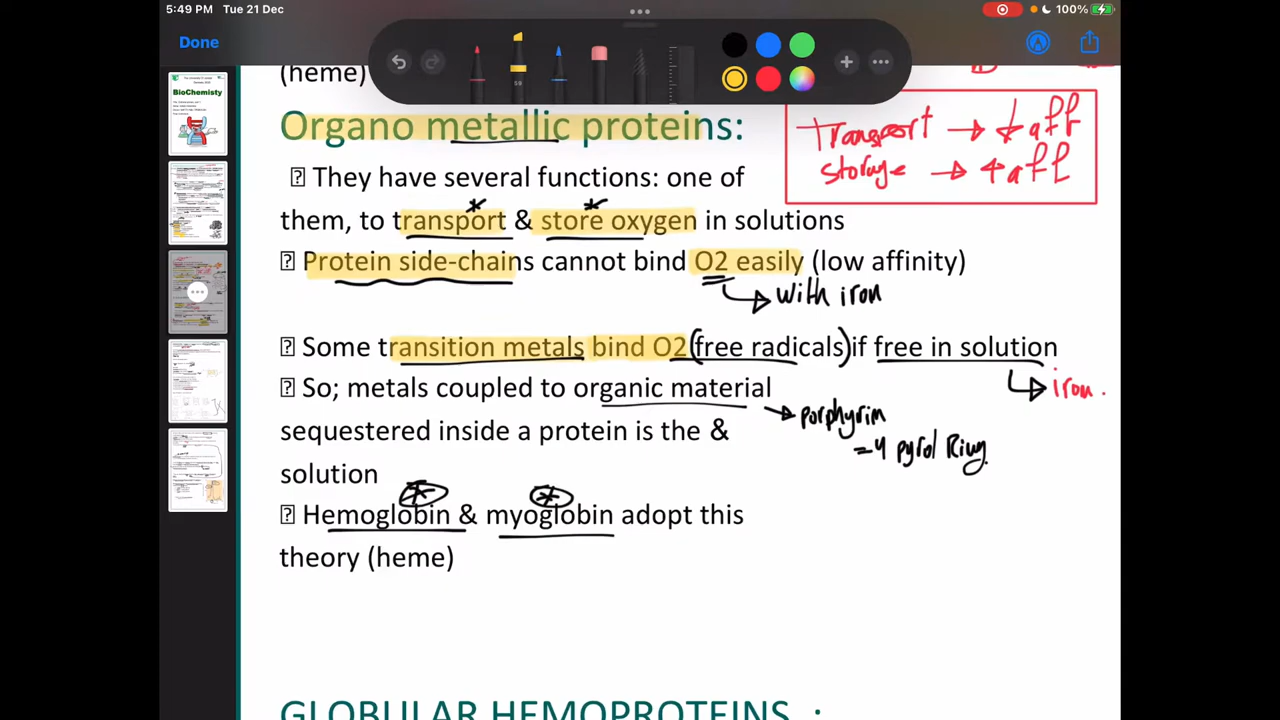 5:49 PM Tue 21 Dec
100%
Done
BioChemisty
(heme)
Organo metallic proteins:
Transport → ↓ aff
storage → ↑ aff
They have several functions: one of
them, to transport & store oxygen in solutions
Protein side-chains cannot bind O2 easily (low affinity)
with iron
Some transition metals bind O2 (free radicals) if free in solution
iron.
So; metals coupled to organic material
porphyrin
= 4 pyrol Ring
sequestered inside a protein is the &
solution
Hemoglobin & myoglobin adopt this
theory (heme)
GLOBULAR HEMOPROTEINS :